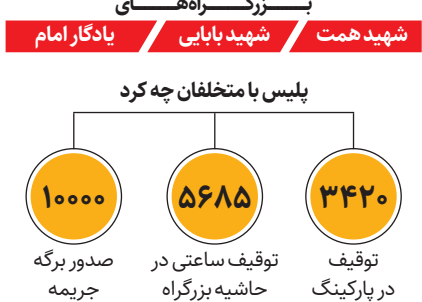 بزرگراه‌های
شهید همت / شهید بابایی / یادگار امام
پلیس با متخلفان چه کرد
۳۴۲۰
توقیف
در پارکینگ
۵۶۸۵
توقیف ساعتی در
حاشیه بزرگراه
۱۰۰۰۰
صدور برگه
جریمه